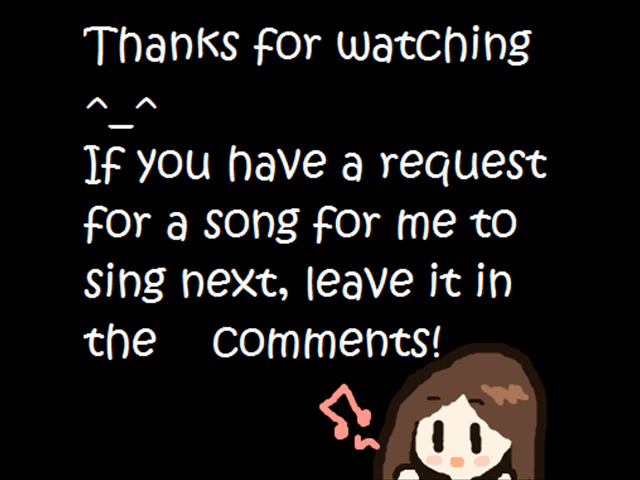 Thanks for watching
^_^
If you have a request
for a song for me to
sing next, leave it in
the comments!